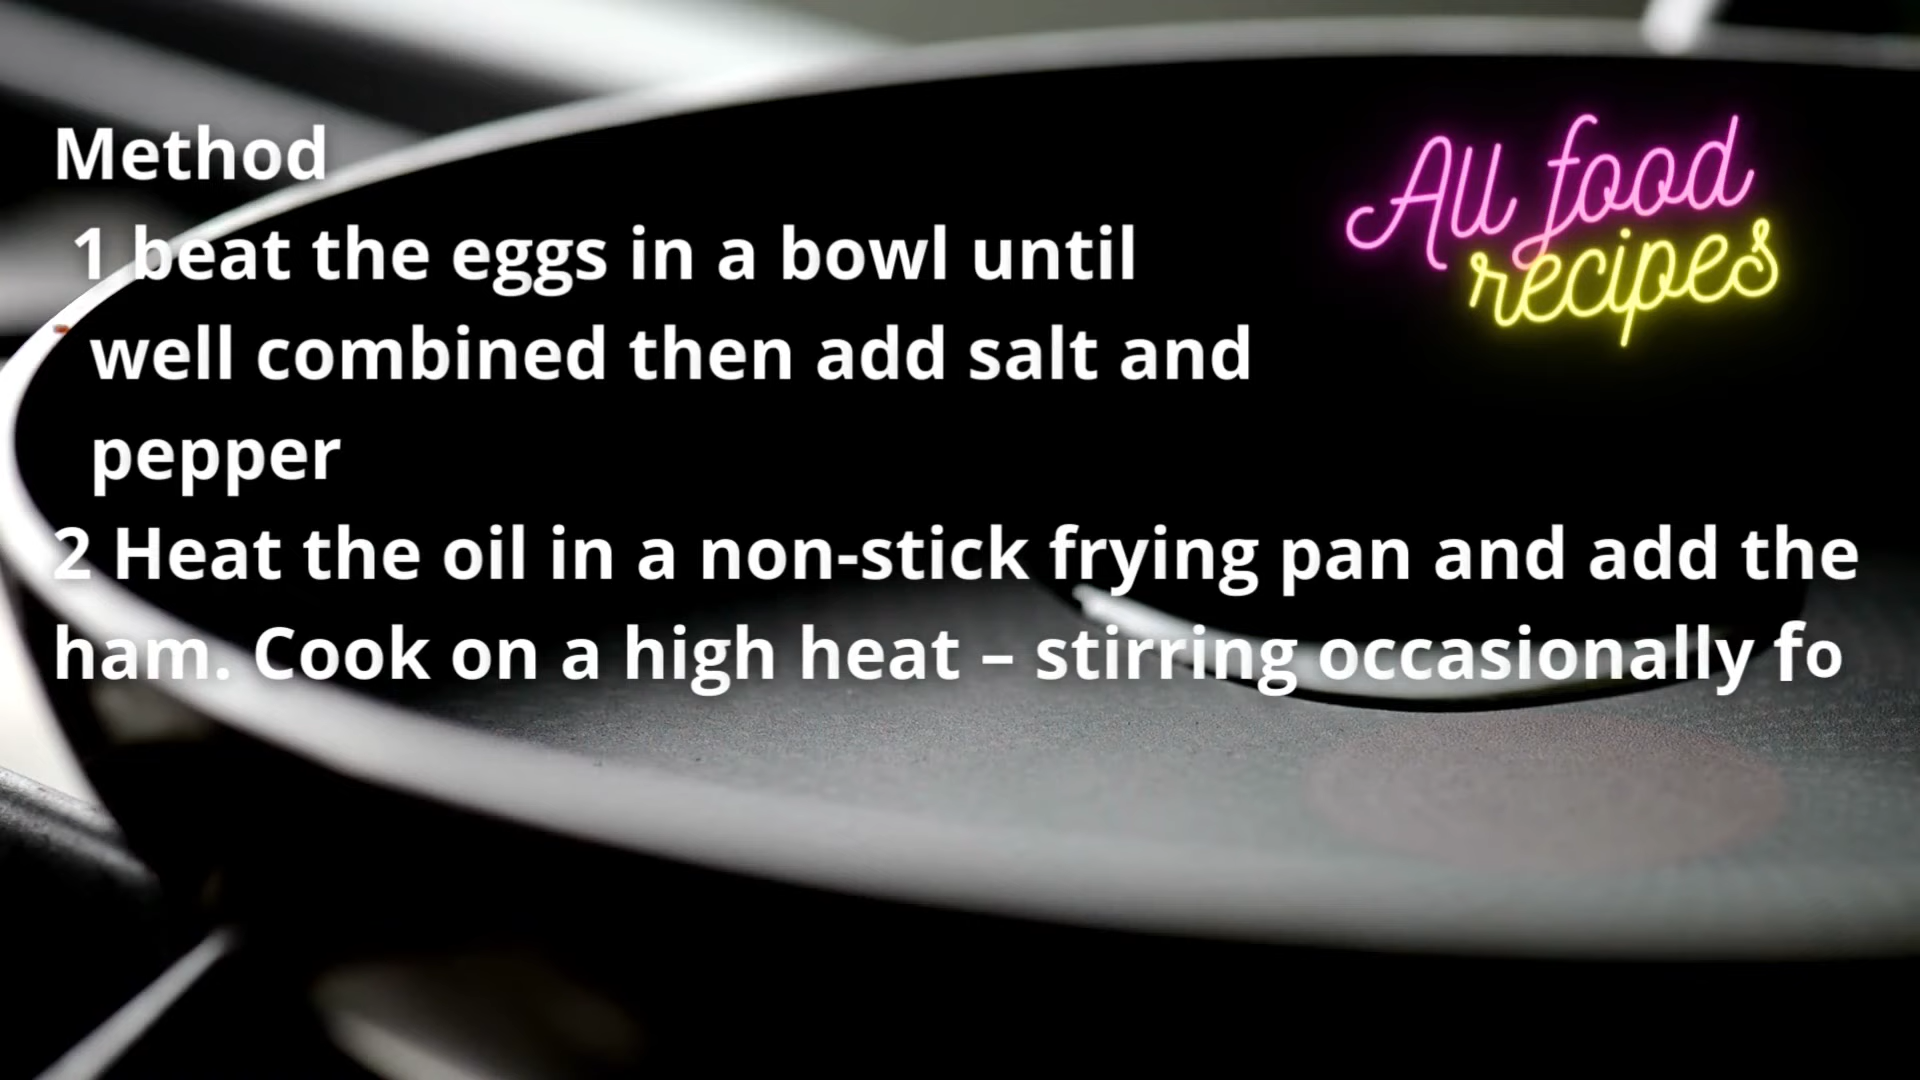 Method
1 beat the eggs in a bowl until
well combined then add salt and
pepper
2 Heat the oil in a non-stick frying pan and add the
ham. Cook on a high heat – stirring occasionally fo
All food
recipes